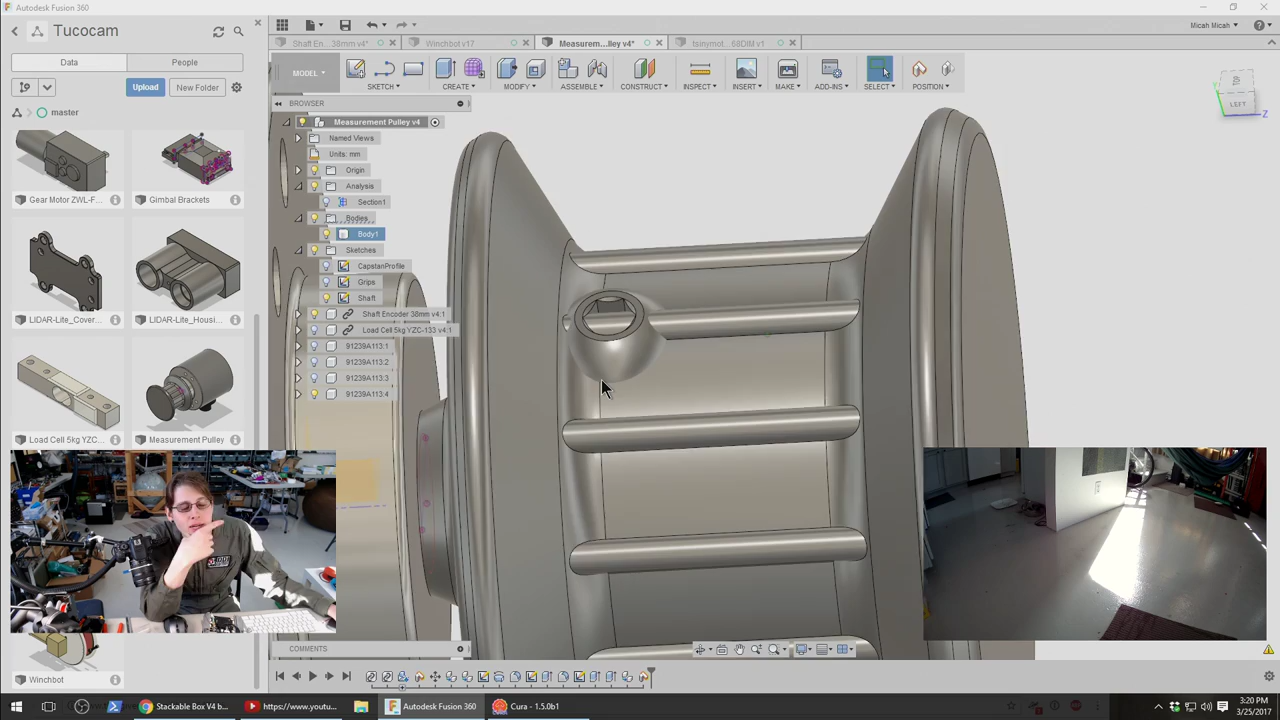 Autodesk Fusion 360
Tucocam
Data
People
Upload
New Folder
master
Gear Motor ZWL-F...
Gimbal Brackets
LIDAR-Lite_Cover...
LIDAR-Lite_Housi...
Load Cell 5kg YZC...
Measurement Pulley
Winchbot
Micah Micah
Shaft En...38mm v4*
Winchbot v17
Measurem...lley v4*
tsinymot...68DIM v1
MODEL
SKETCH
CREATE
MODIFY
ASSEMBLE
CONSTRUCT
INSPECT
INSERT
MAKE
ADD-INS
SELECT
POSITION
BROWSER
Measurement Pulley v4
Named Views
Units: mm
Origin
Analysis
Section1
Bodies
Body1
Sketches
CapstanProfile
Grips
Shaft
Shaft Encoder 38mm v4:1
Load Cell 5kg YZC-133 v4:1
91239A113:1
91239A113:2
91239A113:3
91239A113:4
LEFT
Y
Z
COMMENTS
Stackable Box V4 b...
https://www.youtu...
Autodesk Fusion 360
Cura - 1.5.0b1
3:20 PM
3/25/2017